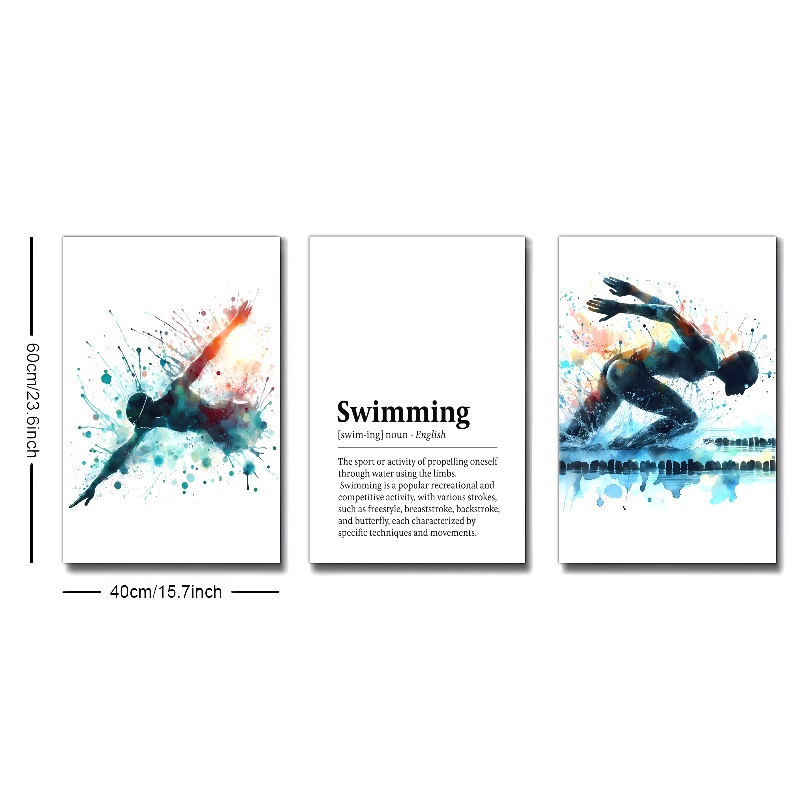 60cm/23.6inch
Swimming
[swim-ing] noun - English
The sport or activity of propelling oneself
through water using the limbs.
Swimming is a popular recreational and
competitive activity, with various strokes,
such as freestyle, breaststroke, backstroke,
and butterfly, each characterized by
specific techniques and movements.
40cm/15.7inch